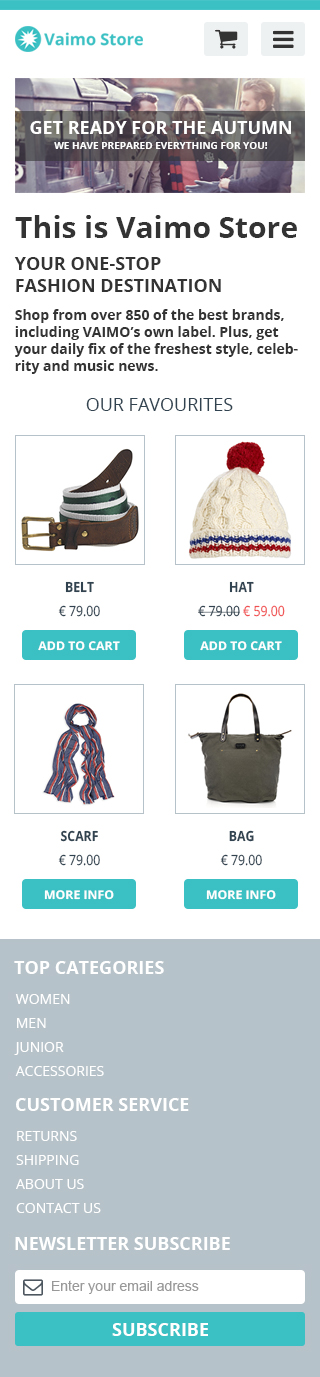 Vaimo Store
GET READY FOR THE AUTUMN
WE HAVE PREPARED EVERYTHING FOR YOU!
This is Vaimo Store
YOUR ONE-STOP
FASHION DESTINATION
Shop from over 850 of the best brands,
including VAIMO's own label. Plus, get
your daily fix of the freshest style, celeb-
rity and music news.
OUR FAVOURITES
BELT
€ 79.00
ADD TO CART
HAT
€ 79.00 € 59.00
ADD TO CART
SCARF
€ 79.00
MORE INFO
BAG
€ 79.00
MORE INFO
TOP CATEGORIES
WOMEN
MEN
JUNIOR
ACCESSORIES
CUSTOMER SERVICE
RETURNS
SHIPPING
ABOUT US
CONTACT US
NEWSLETTER SUBSCRIBE
Enter your email adress
SUBSCRIBE